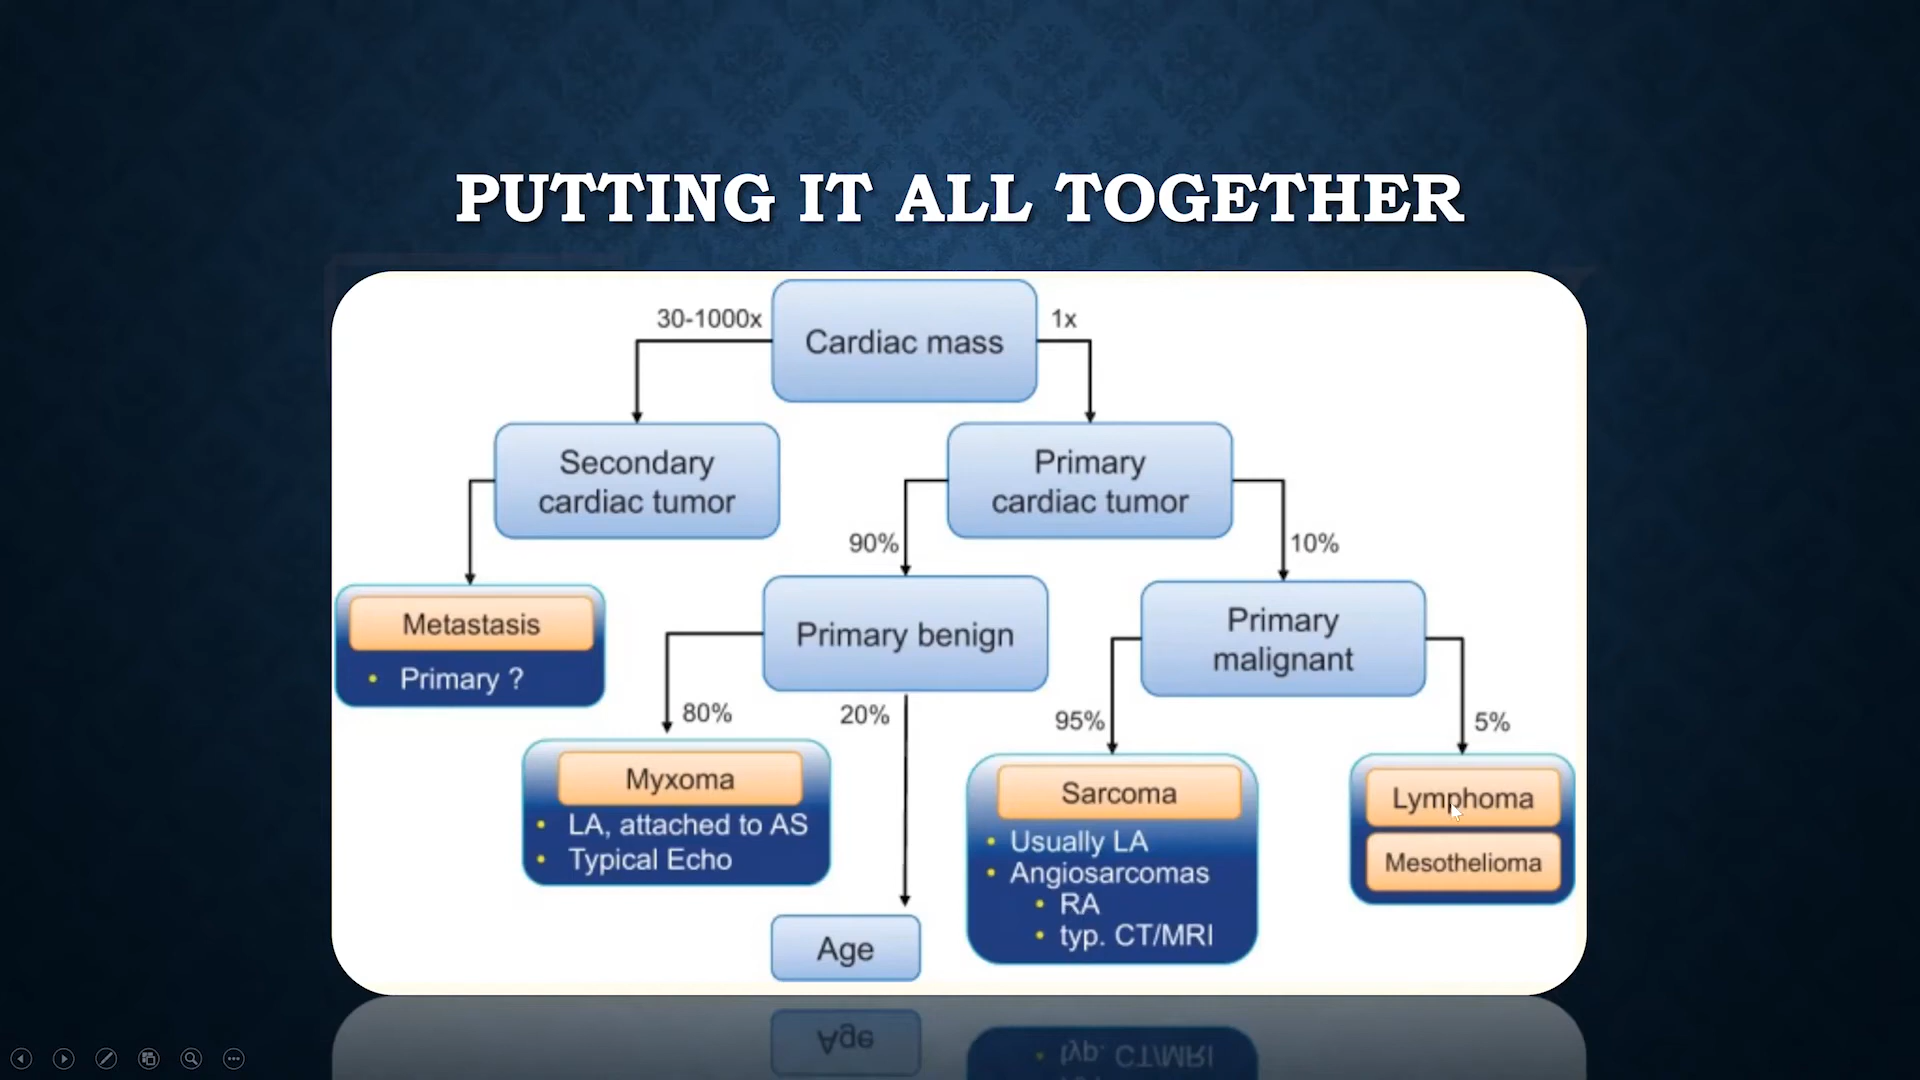 PUTTING IT ALL TOGETHER
30-1000x
Cardiac mass
1x
Secondary
cardiac tumor
Primary
cardiac tumor
90%
10%
Metastasis
• Primary ?
Primary benign
Primary
malignant
80%
20%
95%
5%
Myxoma
• LA, attached to AS
• Typical Echo
Age
Sarcoma
• Usually LA
• Angiosarcomas
• RA
• typ. CT/MRI
Lymphoma
Mesothelioma